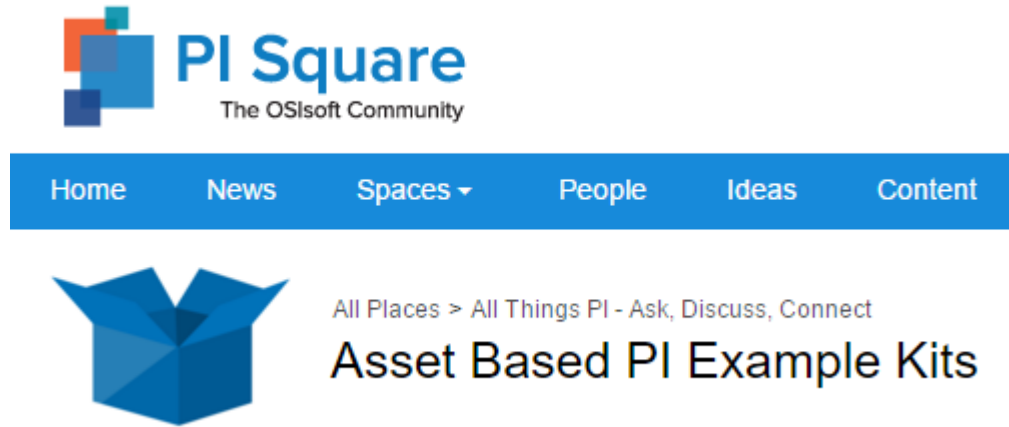 PI Square
The OSIsoft Community
Home News Spaces People Ideas Content
All Places > All Things PI - Ask, Discuss, Connect
Asset Based PI Example Kits